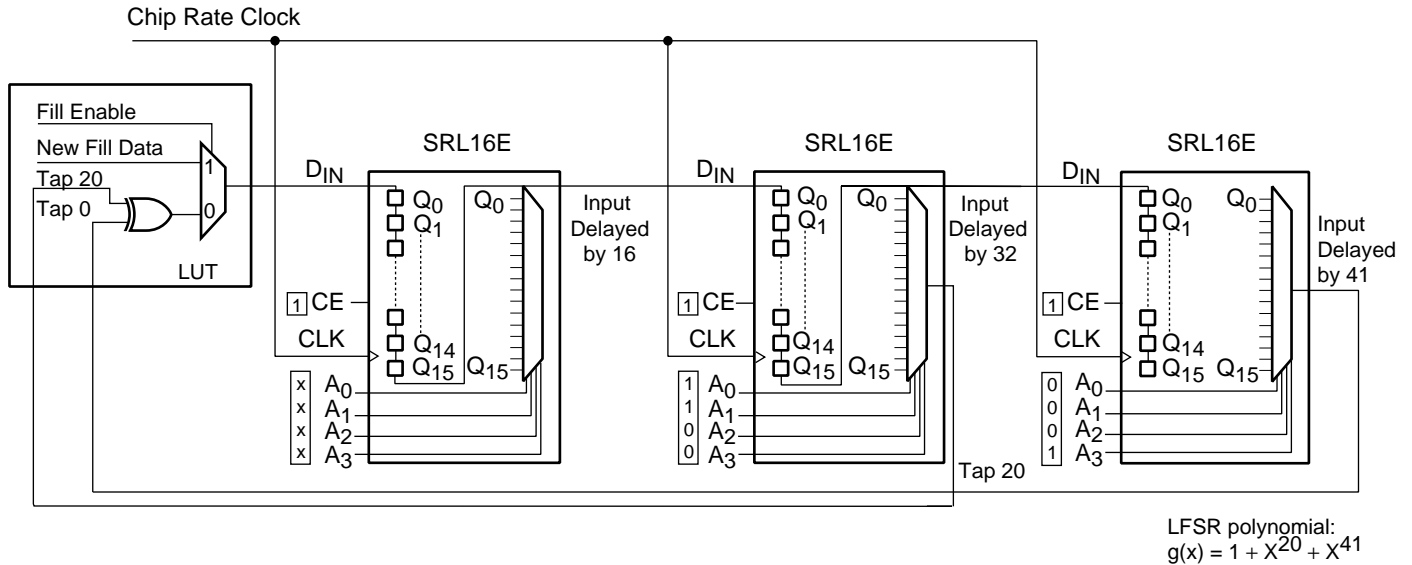 Chip Rate Clock
Fill Enable
New Fill Data
Tap 20
Tap 0
1
0
LUT
SRL16E
DIN
Q0
Q1
Q14
Q15
Q0
Q15
1 CE
CLK
x A0
x A1
x A2
x A3
Input
Delayed
by 16
SRL16E
DIN
Q0
Q1
Q14
Q15
Q0
Q15
1 CE
CLK
1 A0
1 A1
0 A2
0 A3
Input
Delayed
by 32
Tap 20
SRL16E
DIN
Q0
Q1
Q14
Q15
Q0
Q15
1 CE
CLK
0 A0
0 A1
0 A2
1 A3
Input
Delayed
by 41
LFSR polynomial:
g(x) = 1 + X20 + X41